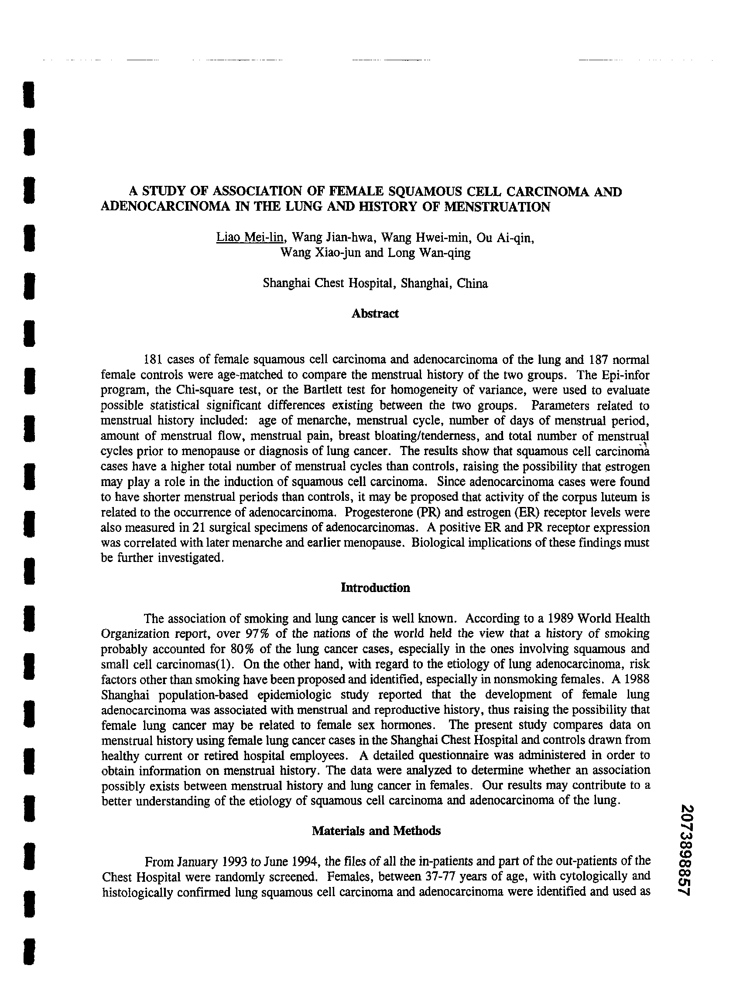 A STUDY OF ASSOCIATION OF FEMALE SQUAMOUS CELL CARCINOMA AND
ADENOCARCINOMA IN THE LUNG AND HISTORY OF MENSTRUATION
Liao Mei-lin, Wang Jian-hwa, Wang Hwei-min, Ou Ai-qin,
Wang Xiao-jun and Long Wan-qing
Shanghai Chest Hospital, Shanghai, China
Abstract
181 cases of female squamous cell carcinoma and adenocarcinoma of the lung and 187 normal
female controls were age-matched to compare the menstrual history of the two groups. The Epi-infor
program, the Chi-square test, or the Bartlett test for homogeneity of variance, were used to evaluate
possible statistical significant differences existing between the two groups. Parameters related to
menstrual history included: age of menarche, menstrual cycle, number of days of menstrual period,
amount of menstrual flow, menstrual pain, breast bloating/tenderness, and total number of menstrual
cycles prior to menopause or diagnosis of lung cancer. The results show that squamous cell carcinoma
cases have a higher total number of menstrual cycles than controls, raising the possibility that estrogen
may play a role in the induction of squamous cell carcinoma. Since adenocarcinoma cases were found
to have shorter menstrual periods than controls, it may be proposed that activity of the corpus luteum is
related to the occurrence of adenocarcinoma. Progesterone (PR) and estrogen (ER) receptor levels were
also measured in 21 surgical specimens of adenocarcinomas. A positive ER and PR receptor expression
was correlated with later menarche and earlier menopause. Biological implications of these findings must
be further investigated.
Introduction
The association of smoking and lung cancer is well known. According to a 1989 World Health
Organization report, over 97% of the nations of the world held the view that a history of smoking
probably accounted for 80% of the lung cancer cases, especially in the ones involving squamous and
small cell carcinomas(1). On the other hand, with regard to the etiology of lung adenocarcinoma, risk
factors other than smoking have been proposed and identified, especially in nonsmoking females. A 1988
Shanghai population-based epidemiologic study reported that the development of female lung
adenocarcinoma was associated with menstrual and reproductive history, thus raising the possibility that
female lung cancer may be related to female sex hormones. The present study compares data on
menstrual history using female lung cancer cases in the Shanghai Chest Hospital and controls drawn from
healthy current or retired hospital employees. A detailed questionnaire was administered in order to
obtain information on menstrual history. The data were analyzed to determine whether an association
possibly exists between menstrual history and lung cancer in females. Our results may contribute to a
better understanding of the etiology of squamous cell carcinoma and adenocarcinoma of the lung.
Materials and Methods
From January 1993 to June 1994, the files of all the in-patients and part of the out-patients of the
Chest Hospital were randomly screened. Females, between 37-77 years of age, with cytologically and
histologically confirmed lung squamous cell carcinoma and adenocarcinoma were identified and used as
2073898857